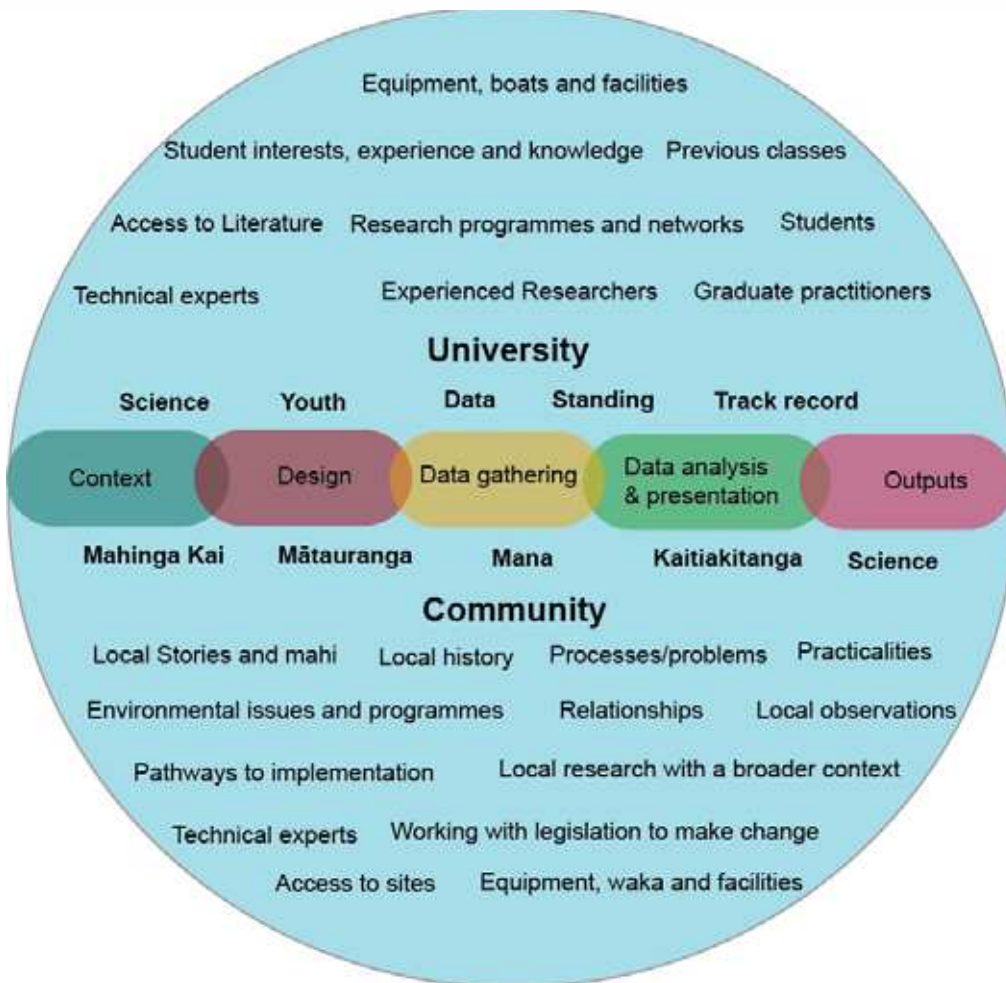 Equipment, boats and facilities
Student interests, experience and knowledge Previous classes
Access to Literature Research programmes and networks Students
Technical experts Experienced Researchers Graduate practitioners
University
Science Youth Data Standing Track record
Context Design Data gathering Data analysis & presentation Outputs
Mahinga Kai Mātauranga Mana Kaitiakitanga Science
Community
Local Stories and mahi Local history Processes/problems Practicalities
Environmental issues and programmes Relationships Local observations
Pathways to implementation Local research with a broader context
Technical experts Working with legislation to make change
Access to sites Equipment, waka and facilities